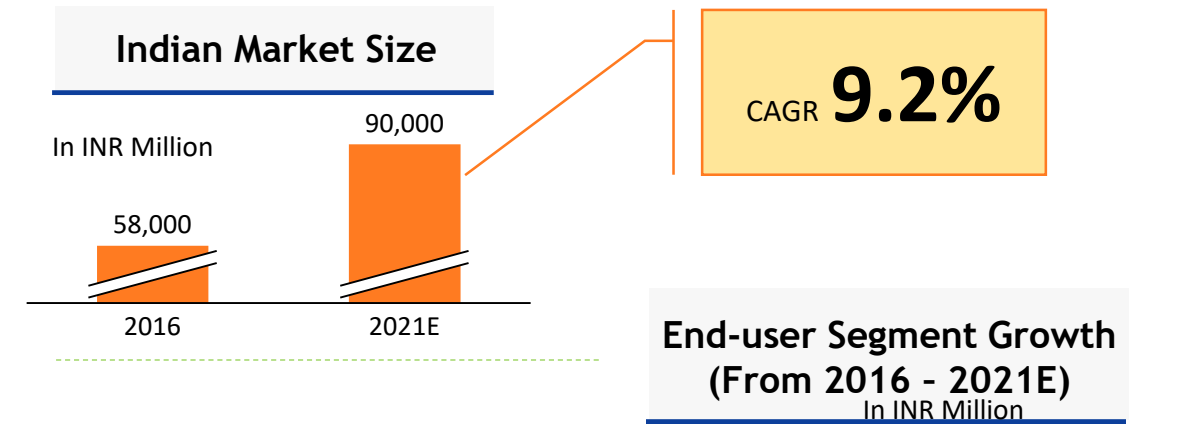 Indian Market Size
CAGR 9.2%
In INR Million
90,000
58,000
2016
2021E
End-user Segment Growth
(From 2016 – 2021E)
In INR Million